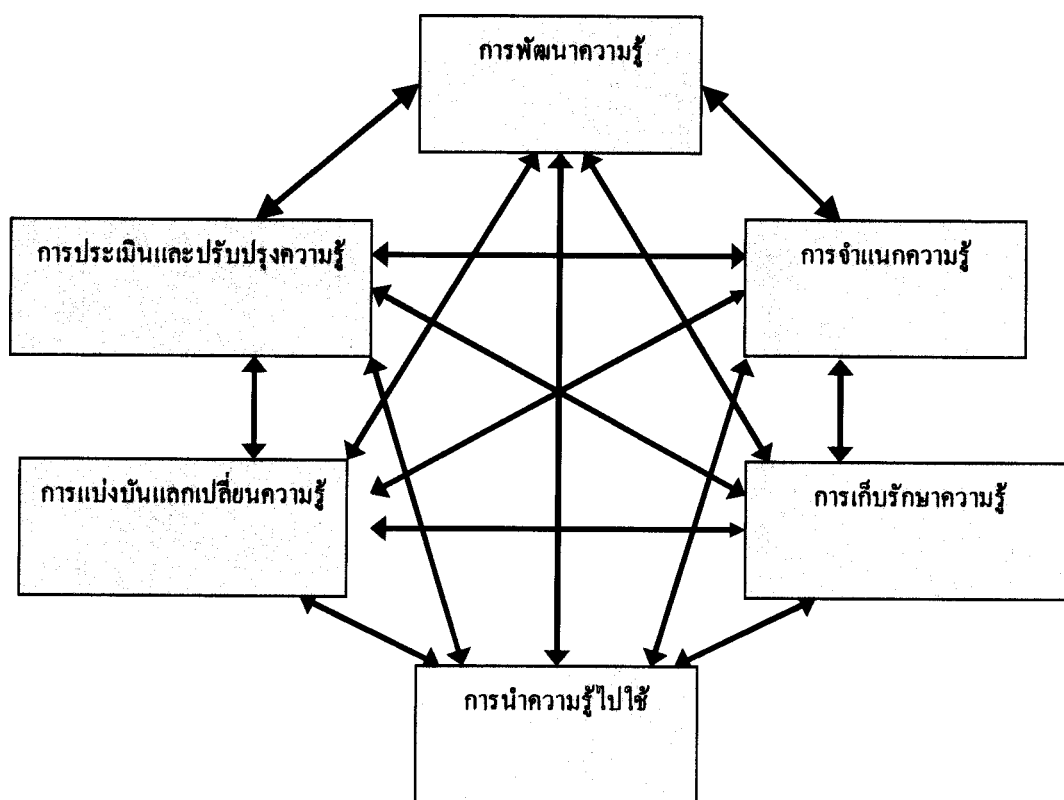 การพัฒนาความรู้
การประเมินและปรับปรุงความรู้
การจำแนกความรู้
การแบ่งบันแลกเปลี่ยนความรู้
การเก็บรักษาความรู้
การนำความรู้ไปใช้